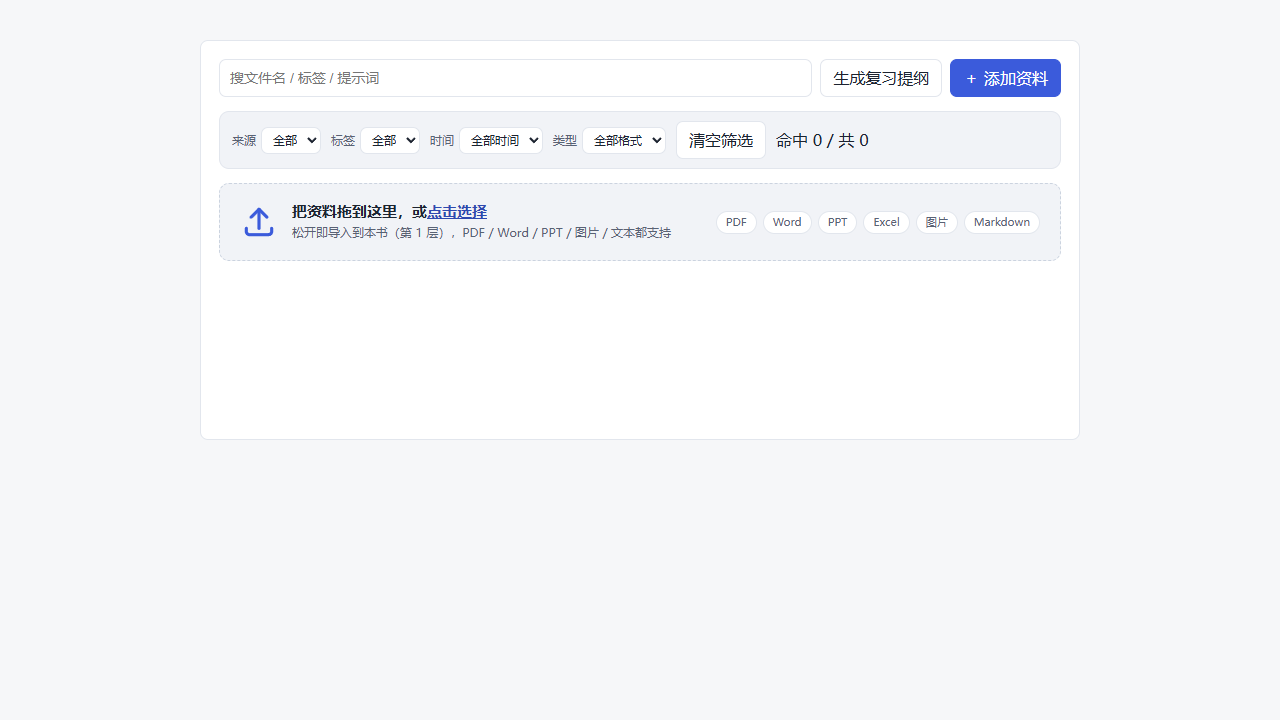 搜文件名 / 标签 / 提示词 生成复习提纲 + 添加资料
来源 全部 标签 全部 时间 全部时间 类型 全部格式 清空筛选 命中 0 / 共 0
把资料拖到这里，或点击选择
松开即导入到本书（第 1 层），PDF / Word / PPT / 图片 / 文本都支持
PDF Word PPT Excel 图片 Markdown